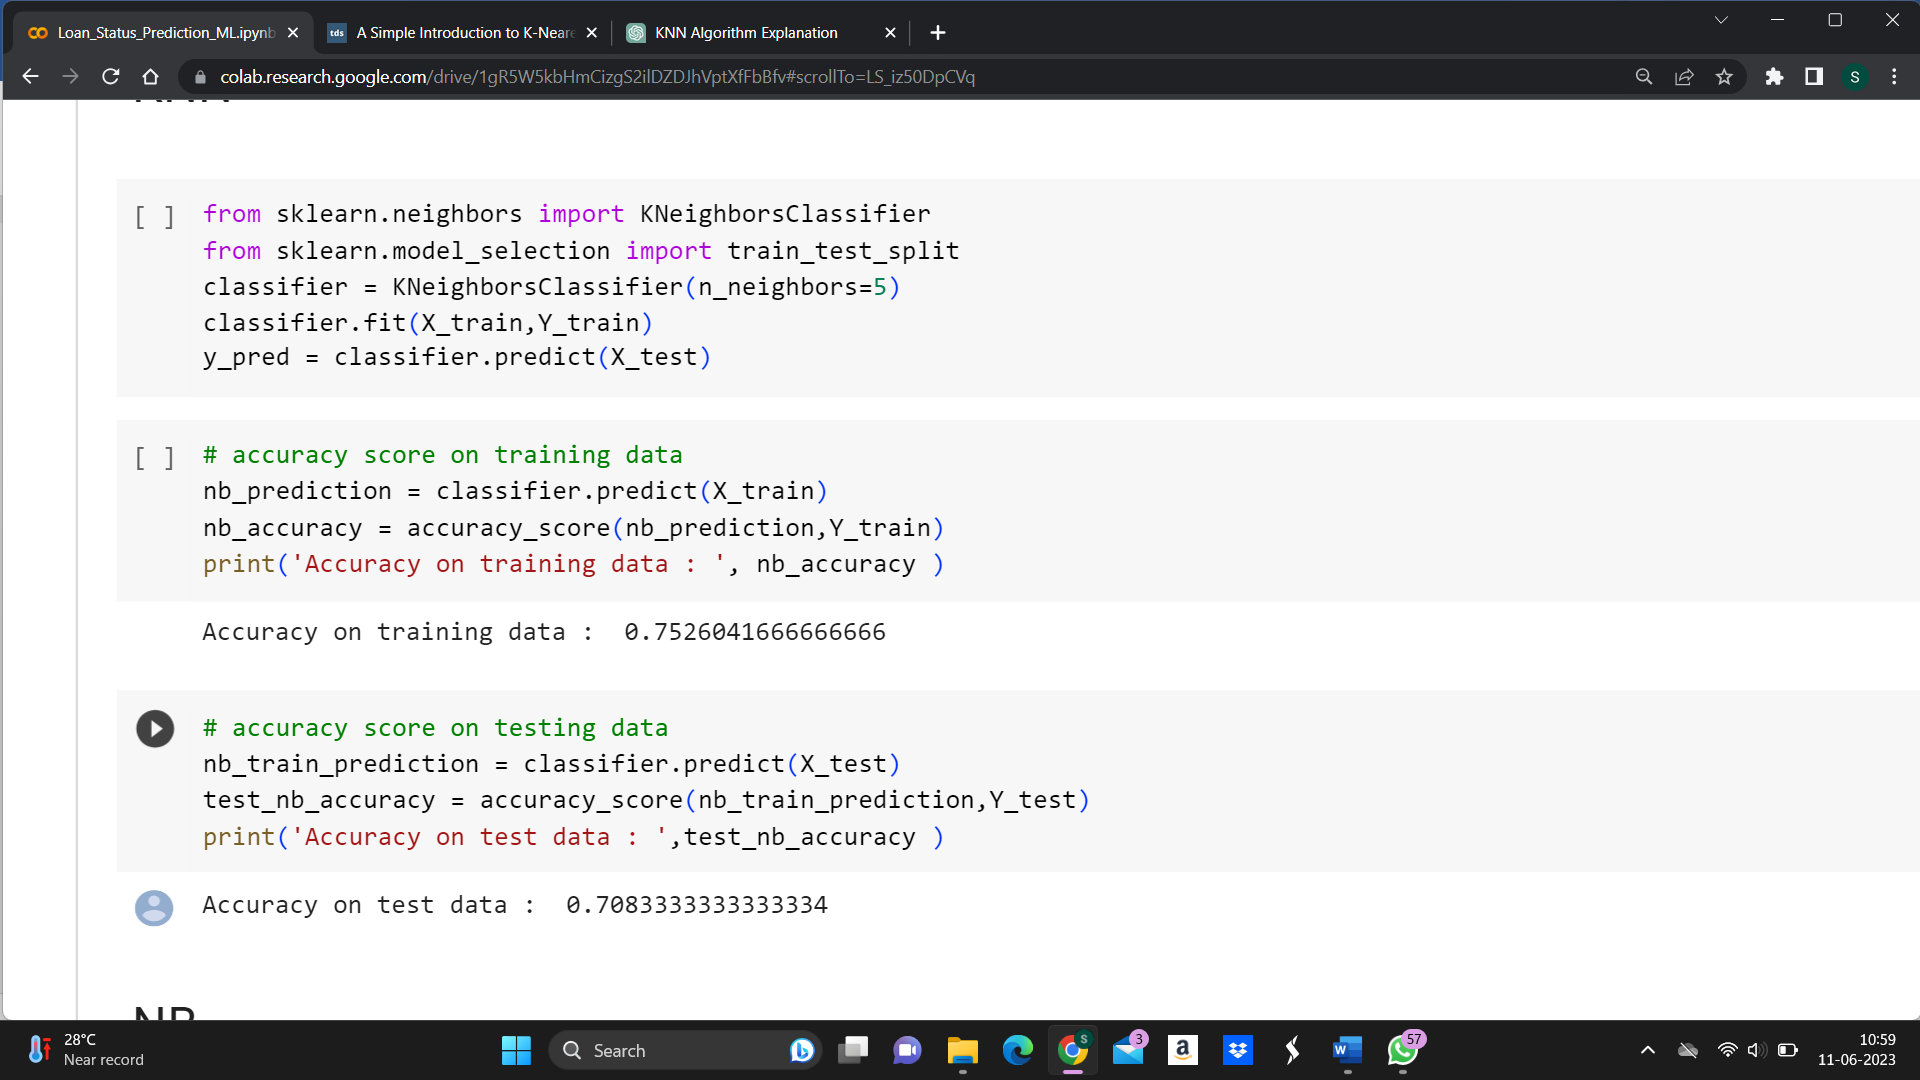 Loan_Status_Prediction_ML.ipynb
tds A Simple Introduction to K-Neare
KNN Algorithm Explanation
colab.research.google.com/drive/1gR5W5kbHmCizgS2ilDZDJhVptXfFbBfv#scrollTo=LS_iz50DpCVq
S
[ ] from sklearn.neighbors import KNeighborsClassifier
from sklearn.model_selection import train_test_split
classifier = KNeighborsClassifier(n_neighbors=5)
classifier.fit(X_train,Y_train)
y_pred = classifier.predict(X_test)
[ ] # accuracy score on training data
nb_prediction = classifier.predict(X_train)
nb_accuracy = accuracy_score(nb_prediction,Y_train)
print('Accuracy on training data : ', nb_accuracy )
Accuracy on training data :  0.7526041666666666
# accuracy score on testing data
nb_train_prediction = classifier.predict(X_test)
test_nb_accuracy = accuracy_score(nb_train_prediction,Y_test)
print('Accuracy on test data : ',test_nb_accuracy )
Accuracy on test data :  0.7083333333333334
NB
28°C
Near record
Search
S
3
a
W
57
10:59
11-06-2023